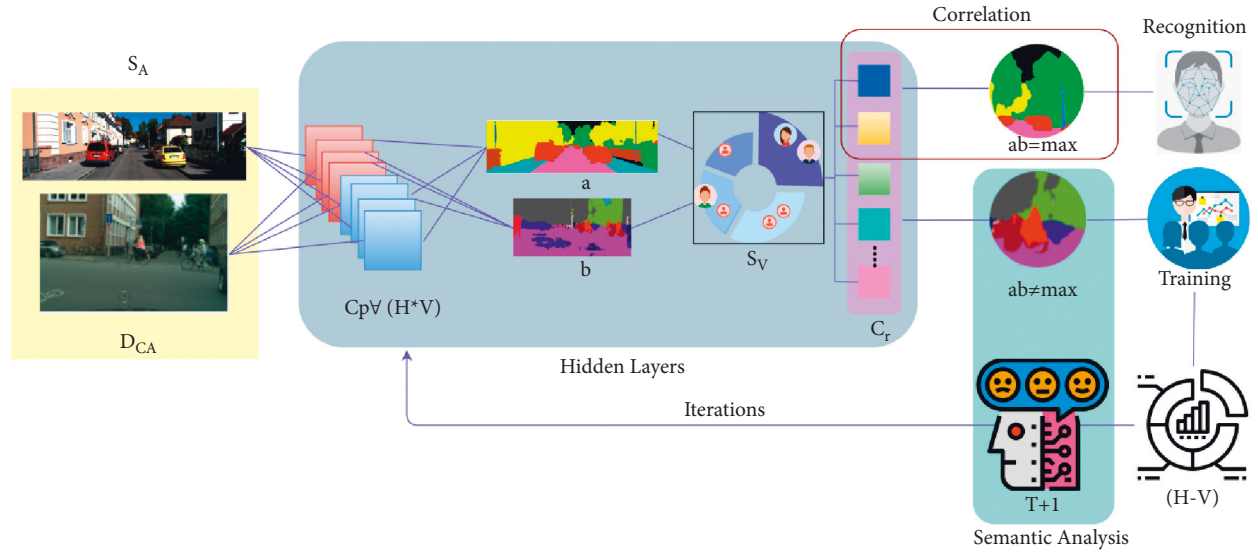 Correlation
Recognition
S_A
ab=max
a
b
S_V
ab≠max
Training
Cp∀ (H*V)
D_CA
C_r
Hidden Layers
Iterations
T+1
(H-V)
Semantic Analysis